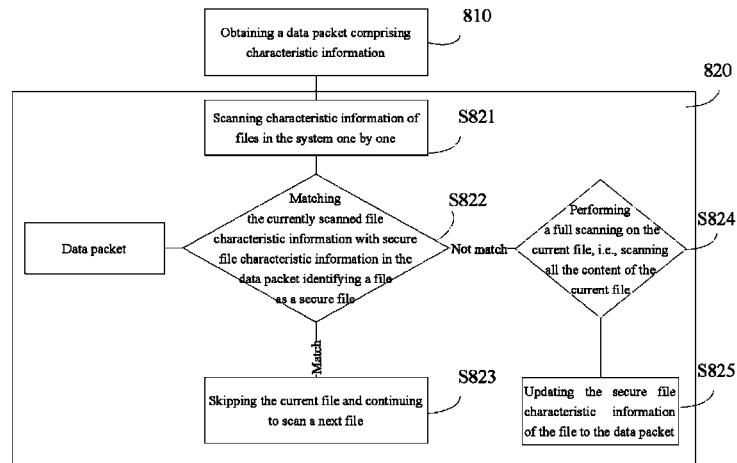 810
Obtaining a data packet comprising
characteristic information
820
S821
Scanning characteristic information of
files in the system one by one
S822
Matching
the currently scanned file
characteristic information with secure
file characteristic information in the
data packet identifying a file
as a secure file
Data packet
Not match
S824
Performing
a full scanning on the
current file, i.e., scanning
all the content of the
current file
Match
S823
Skipping the current file and continuing
to scan a next file
S825
Updating the secure file
characteristic information
of the file to the data packet